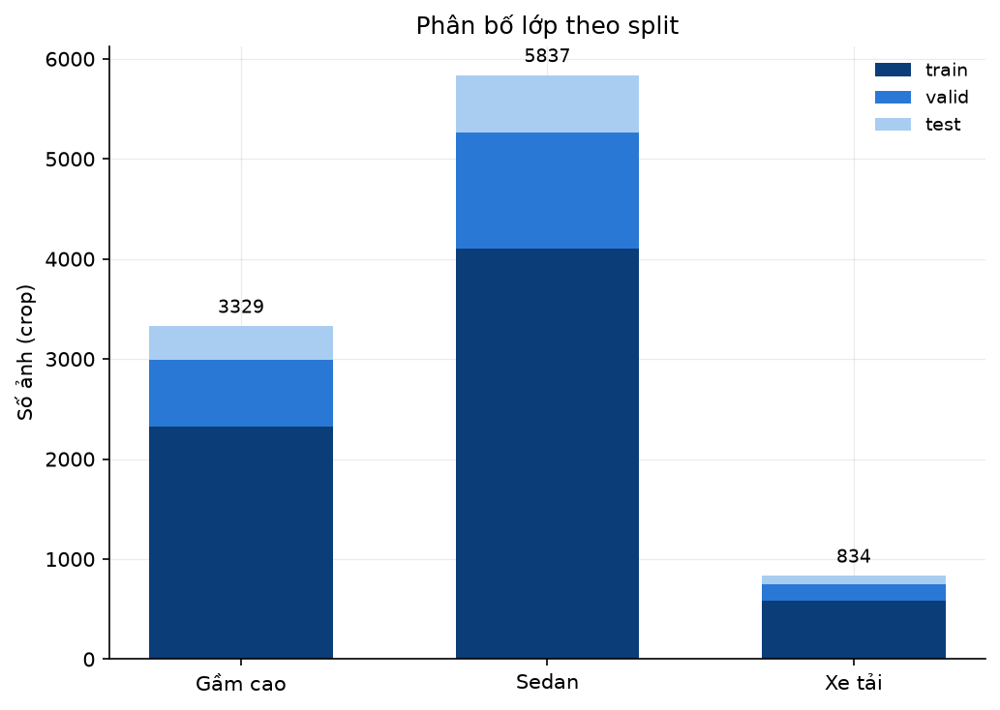 Phân bố lớp theo split
train
valid
test
Số ảnh (crop)
6000
5000
4000
3000
2000
1000
0
3329
5837
834
Gầm cao
Sedan
Xe tải